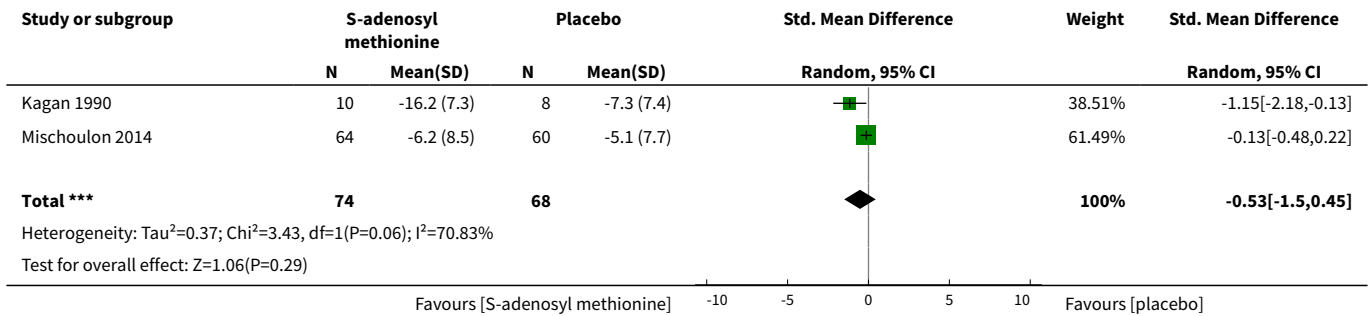 Study or subgroup S-adenosyl methionine Placebo Std. Mean Difference Weight Std. Mean Difference
N Mean(SD) N Mean(SD) Random, 95% CI Random, 95% CI
Kagan 1990 10 -16.2 (7.3) 8 -7.3 (7.4) 38.51% -1.15[-2.18,-0.13]
Mischoulon 2014 64 -6.2 (8.5) 60 -5.1 (7.7) 61.49% -0.13[-0.48,0.22]
Total *** 74 68 100% -0.53[-1.5,0.45]
Heterogeneity: Tau²=0.37; Chi²=3.43, df=1(P=0.06); I²=70.83%
Test for overall effect: Z=1.06(P=0.29)
Favours [S-adenosyl methionine] -10 -5 0 5 10 Favours [placebo]